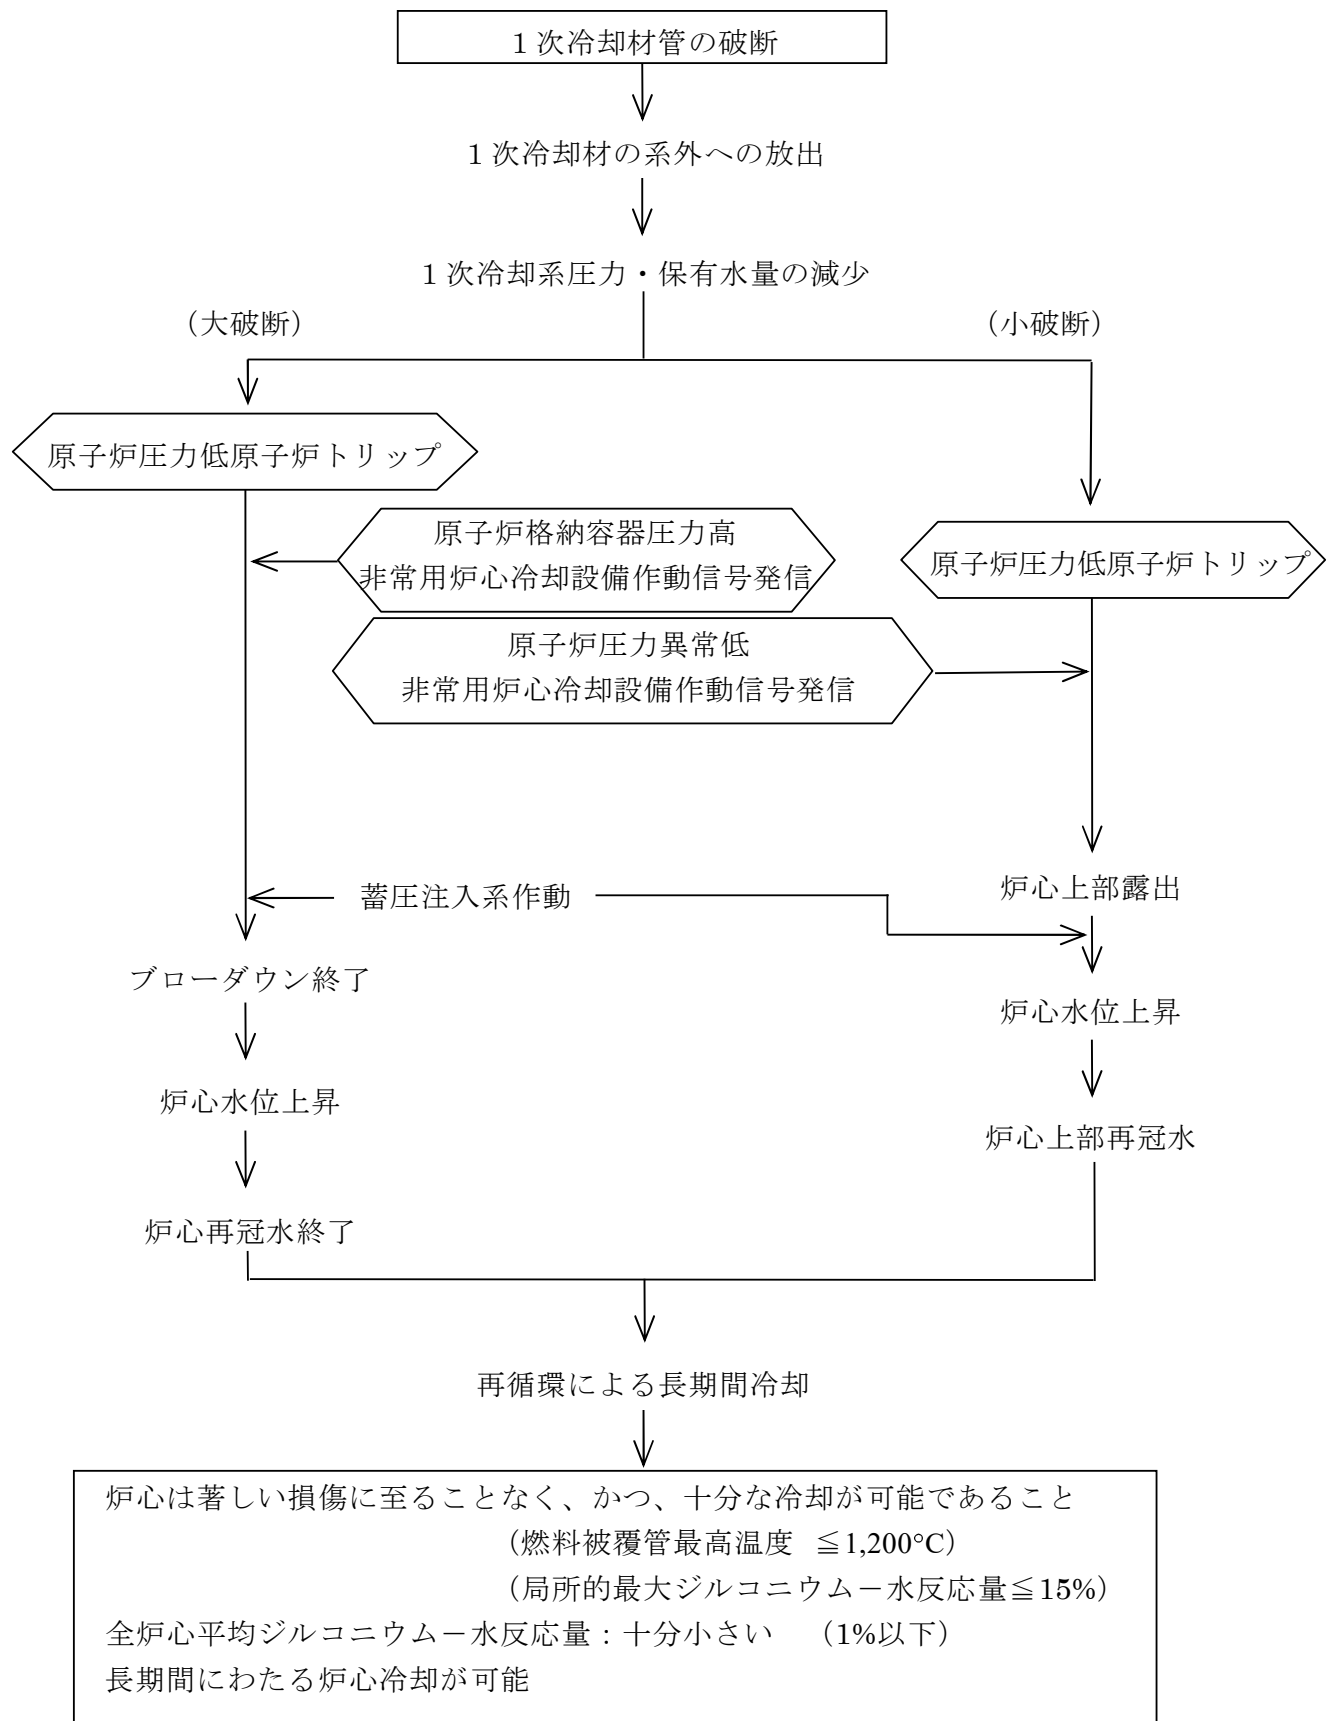 １次冷却材管の破断
１次冷却材の系外への放出
１次冷却系圧力・保有水量の減少
（大破断）
（小破断）
原子炉圧力低原子炉トリップ
原子炉格納容器圧力高
非常用炉心冷却設備作動信号発信
原子炉圧力低原子炉トリップ
原子炉圧力異常低
非常用炉心冷却設備作動信号発信
蓄圧注入系作動
炉心上部露出
ブローダウン終了
炉心水位上昇
炉心水位上昇
炉心上部再冠水
炉心再冠水終了
再循環による長期間冷却
炉心は著しい損傷に至ることなく、かつ、十分な冷却が可能であること
（燃料被覆管最高温度 ≦1,200°C）
（局所的最大ジルコニウム－水反応量≦15%）
全炉心平均ジルコニウム－水反応量：十分小さい （1%以下）
長期間にわたる炉心冷却が可能